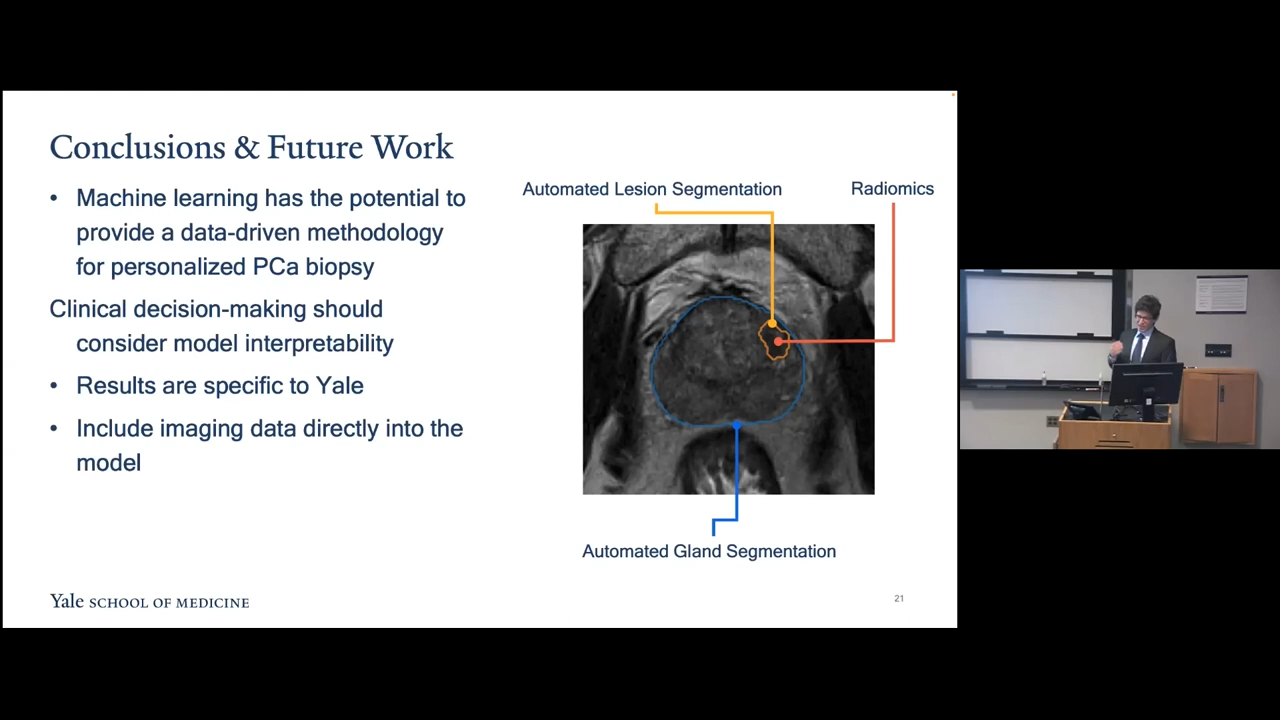 Conclusions & Future Work
• Machine learning has the potential to
provide a data-driven methodology
for personalized PCa biopsy
Clinical decision-making should
consider model interpretability
• Results are specific to Yale
• Include imaging data directly into the
model
Automated Lesion Segmentation
Radiomics
Automated Gland Segmentation
Yale SCHOOL OF MEDICINE
21